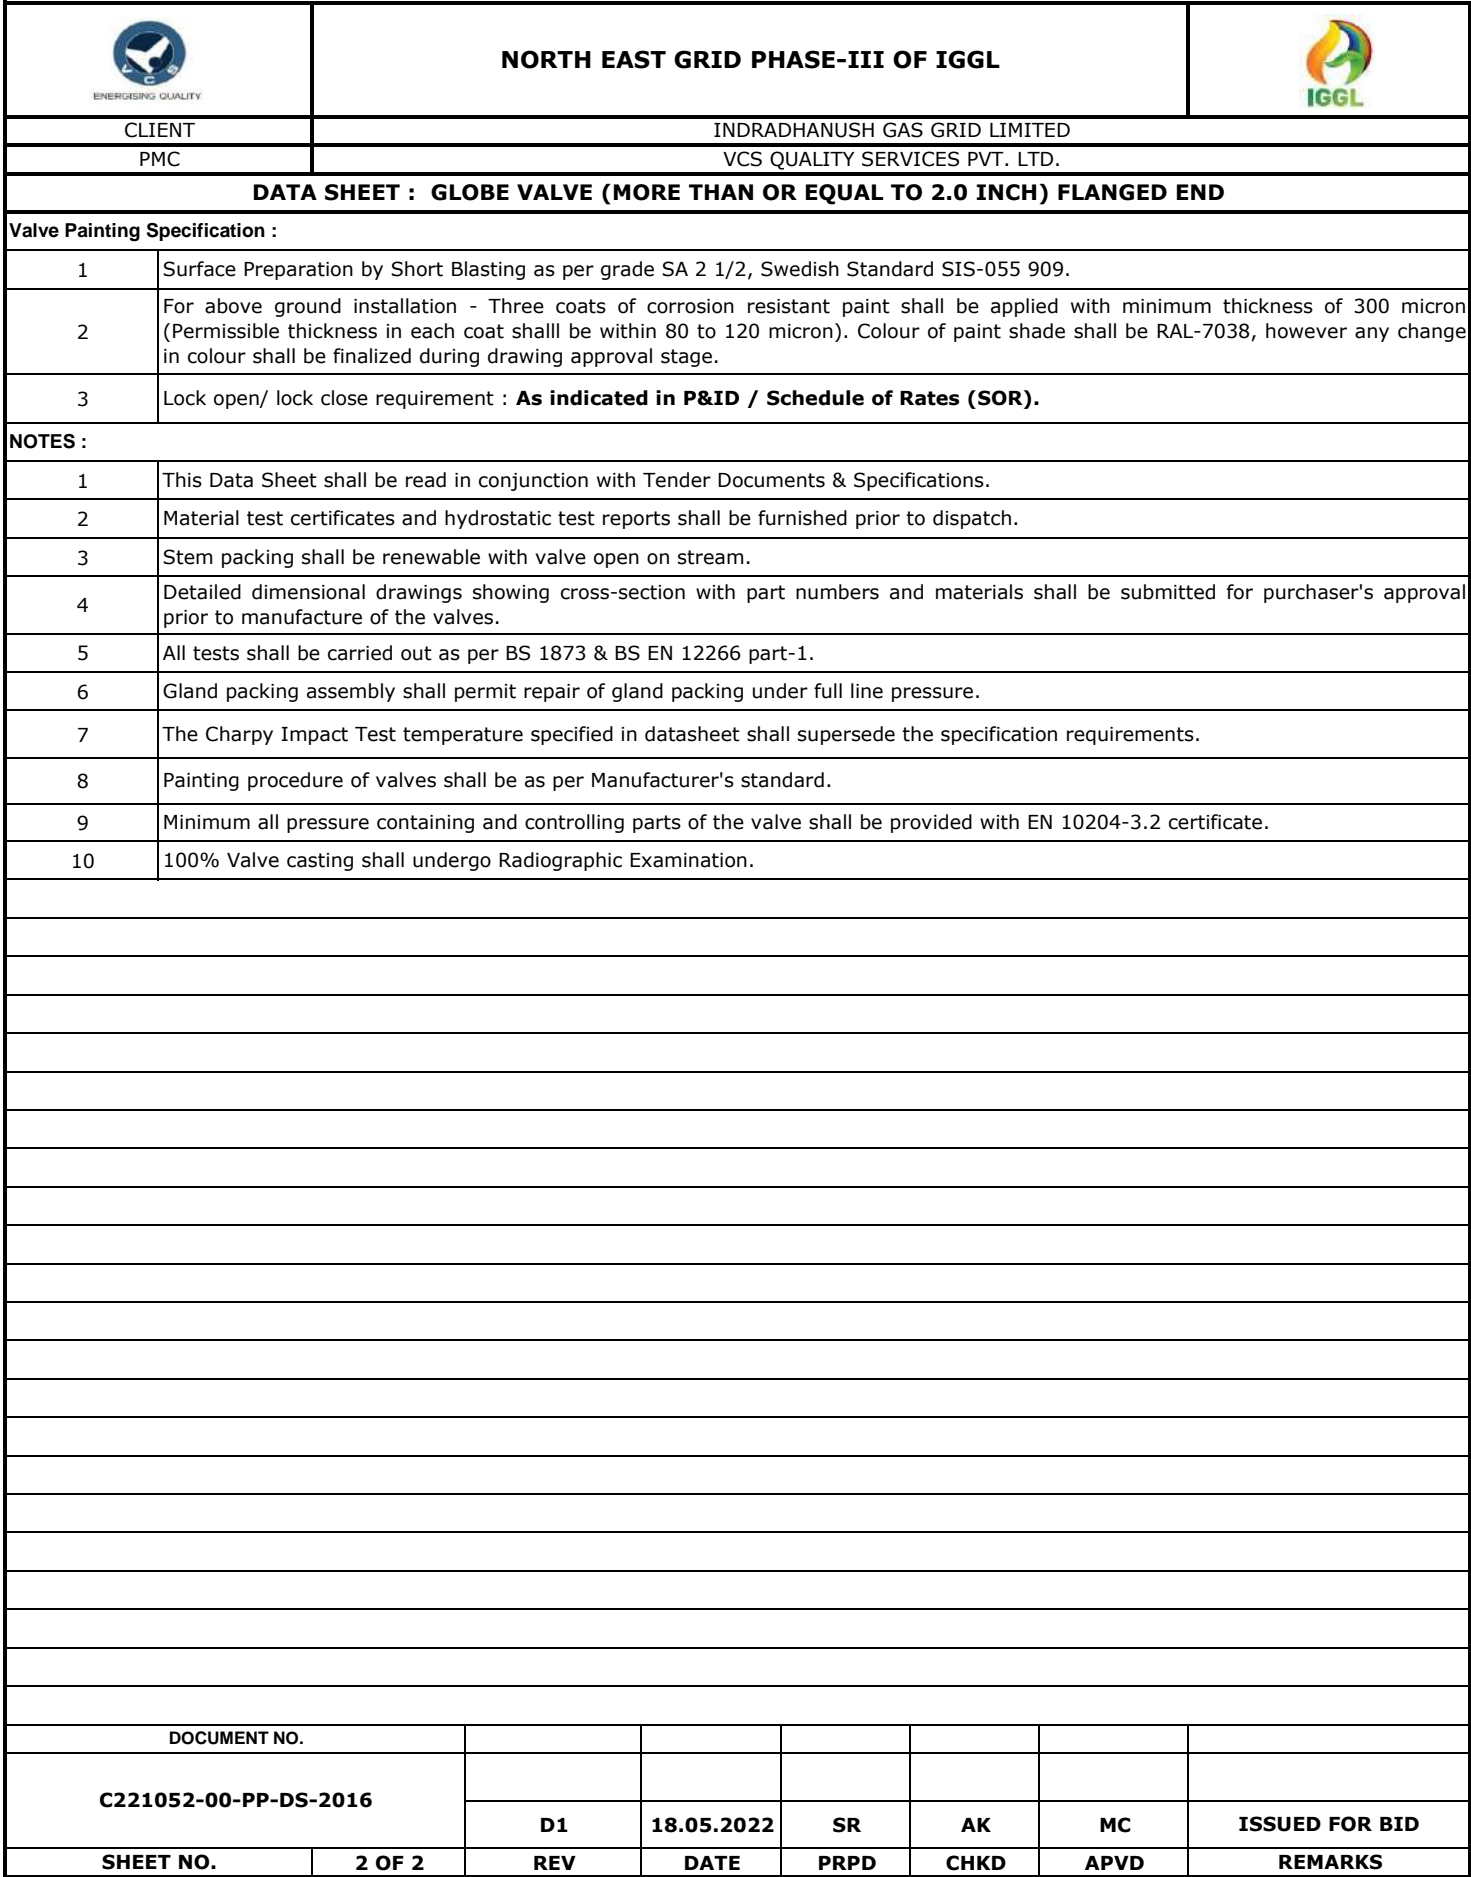 VCS
ENERGISING QUALITY
NORTH EAST GRID PHASE-III OF IGGL
IGGL
CLIENT INDRADHANUSH GAS GRID LIMITED
PMC VCS QUALITY SERVICES PVT. LTD.
DATA SHEET : GLOBE VALVE (MORE THAN OR EQUAL TO 2.0 INCH) FLANGED END
Valve Painting Specification :
1 Surface Preparation by Short Blasting as per grade SA 2 1/2, Swedish Standard SIS-055 909.
2 For above ground installation - Three coats of corrosion resistant paint shall be applied with minimum thickness of 300 micron
(Permissible thickness in each coat shalll be within 80 to 120 micron). Colour of paint shade shall be RAL-7038, however any change
in colour shall be finalized during drawing approval stage.
3 Lock open/ lock close requirement : As indicated in P&ID / Schedule of Rates (SOR).
NOTES :
1 This Data Sheet shall be read in conjunction with Tender Documents & Specifications.
2 Material test certificates and hydrostatic test reports shall be furnished prior to dispatch.
3 Stem packing shall be renewable with valve open on stream.
4 Detailed dimensional drawings showing cross-section with part numbers and materials shall be submitted for purchaser's approval
prior to manufacture of the valves.
5 All tests shall be carried out as per BS 1873 & BS EN 12266 part-1.
6 Gland packing assembly shall permit repair of gland packing under full line pressure.
7 The Charpy Impact Test temperature specified in datasheet shall supersede the specification requirements.
8 Painting procedure of valves shall be as per Manufacturer's standard.
9 Minimum all pressure containing and controlling parts of the valve shall be provided with EN 10204-3.2 certificate.
10 100% Valve casting shall undergo Radiographic Examination.
DOCUMENT NO.
C221052-00-PP-DS-2016
D1 18.05.2022 SR AK MC ISSUED FOR BID
SHEET NO. 2 OF 2 REV DATE PRPD CHKD APVD REMARKS